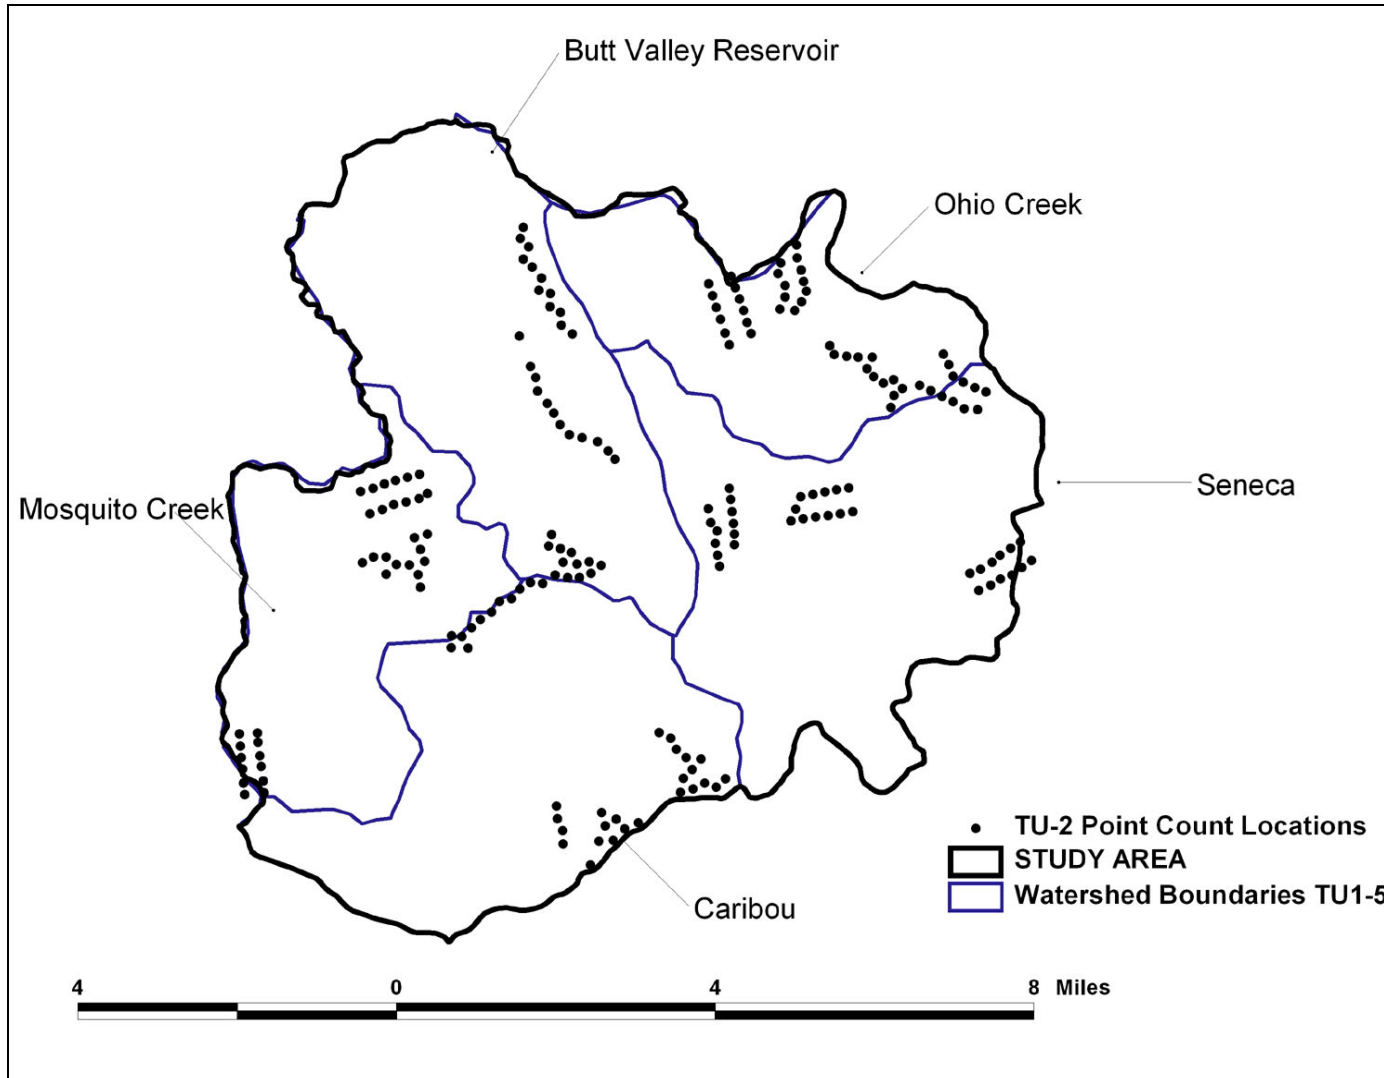 Butt Valley Reservoir
Ohio Creek
Seneca
Mosquito Creek
TU-2 Point Count Locations
STUDY AREA
Watershed Boundaries TU1-5
Caribou
4 0 4 8 Miles